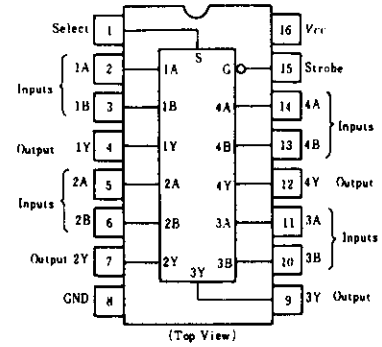 Select 1 16 Vcc
S
1A 2 1A G 15 Strobe
Inputs
1B 3 1B 4A 14 4A
Inputs
Output 1Y 4 1Y 4B 13 4B
2A 5 2A 4Y 12 4Y Output
Inputs
2B 6 2B 3A 11 3A
Inputs
Output 2Y 7 2Y 3B 10 3B
3Y
GND 8 9 3Y Output
(Top View)